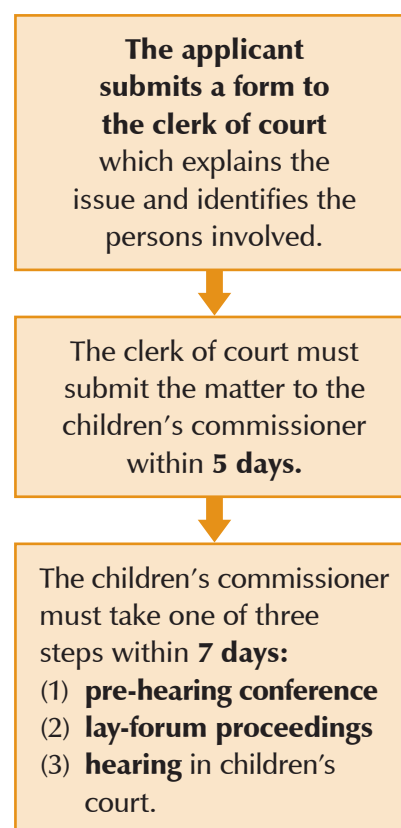 The applicant
submits a form to
the clerk of court
which explains the
issue and identifies the
persons involved.
The clerk of court must
submit the matter to the
children’s commissioner
within 5 days.
The children’s commissioner
must take one of three
steps within 7 days:
(1) pre-hearing conference
(2) lay-forum proceedings
(3) hearing in children’s
court.